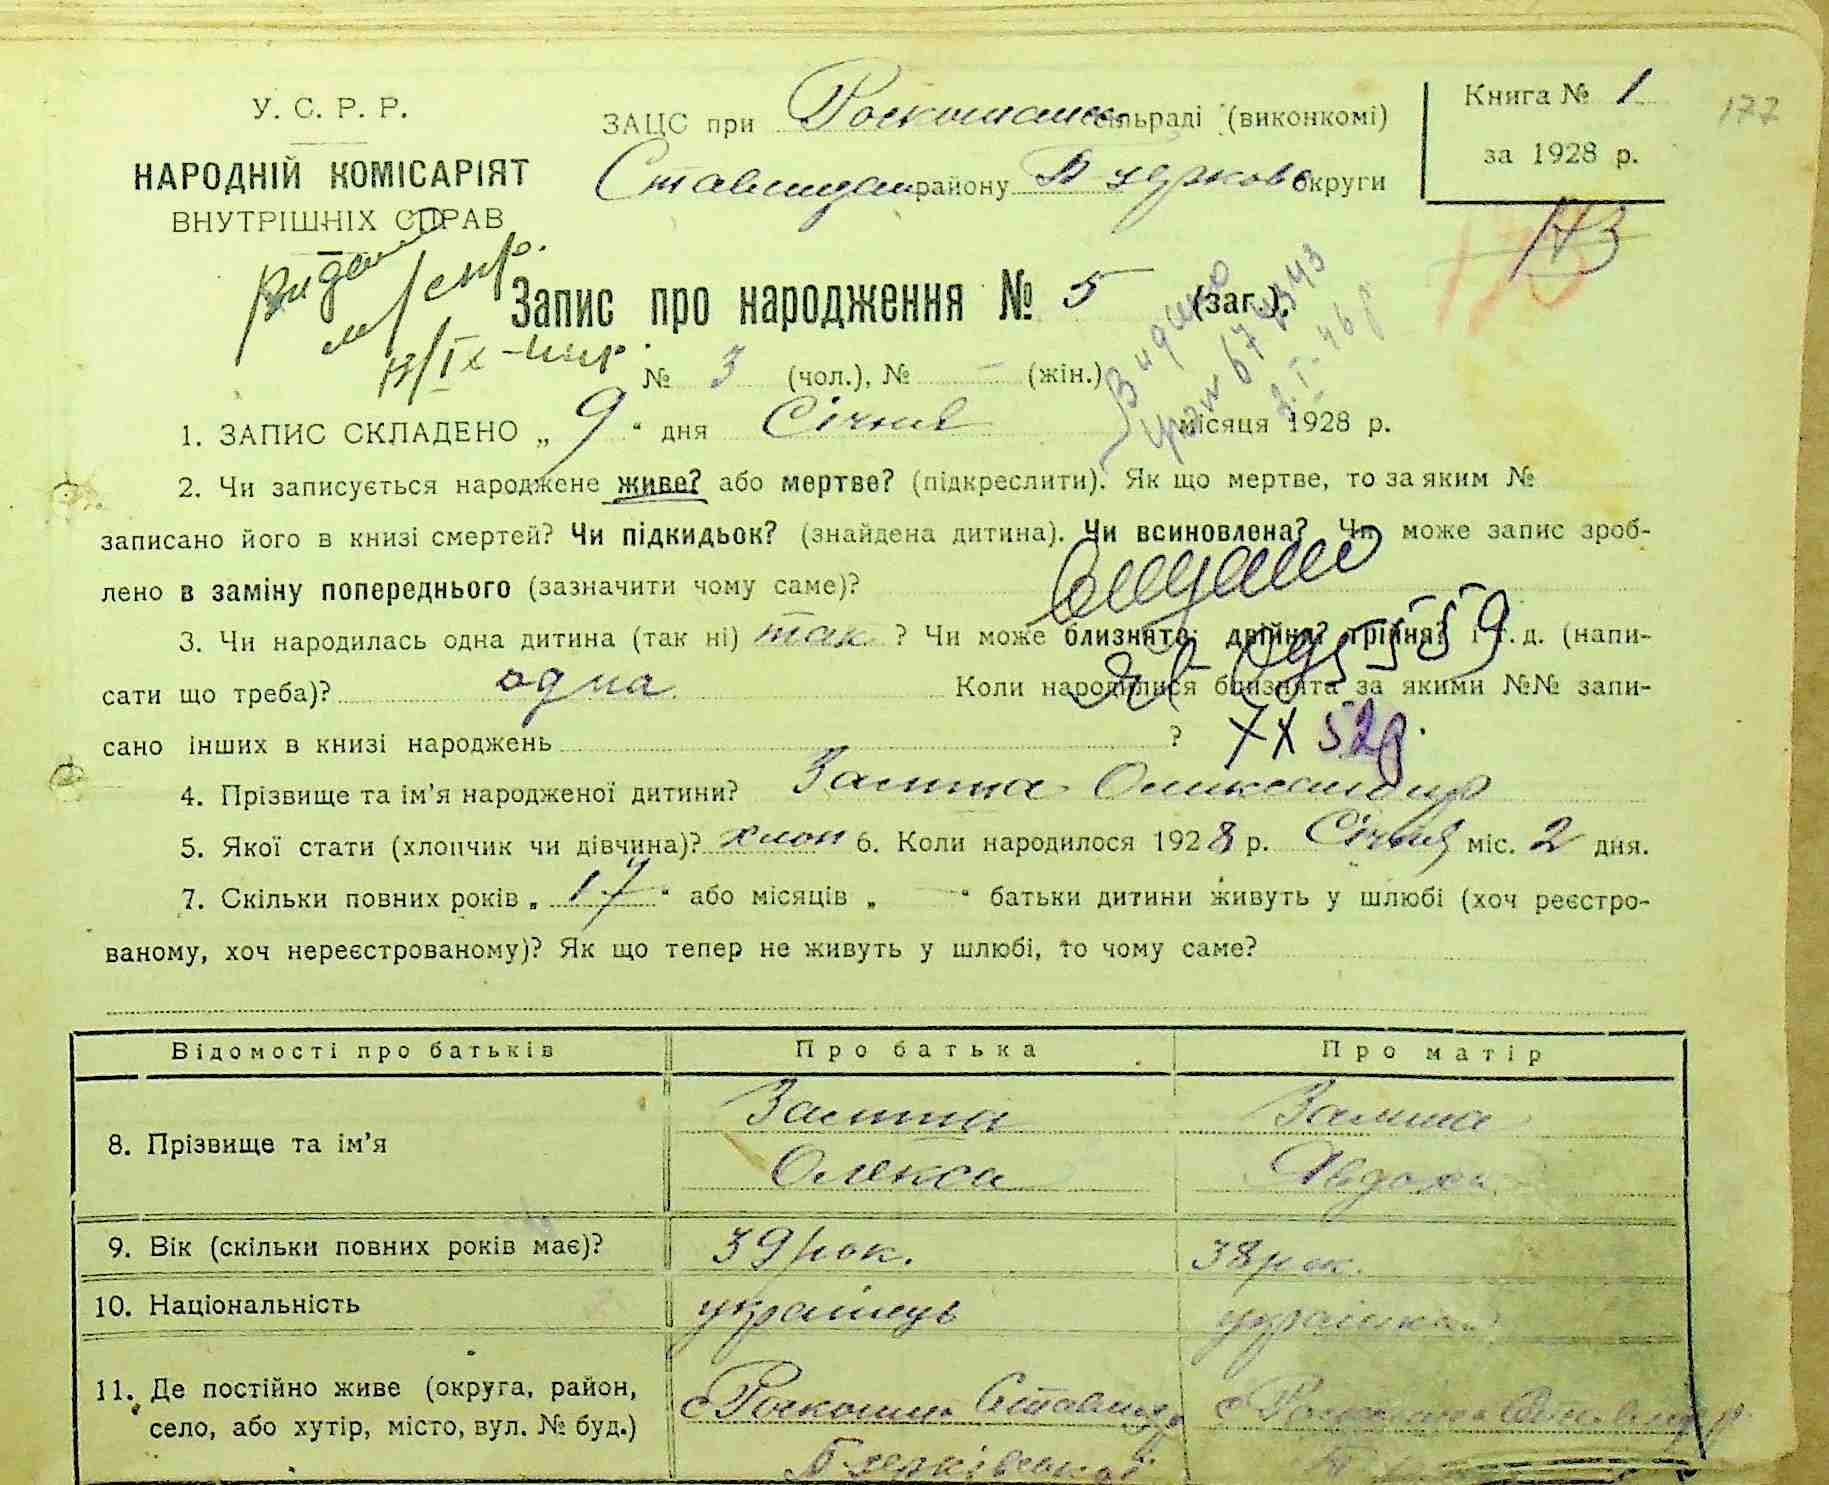 У. С. Р. Р.
НАРОДНІЙ КОМІСАРІЯТ
ВНУТРІШНІХ СПРАВ
ЗАЦС при сільраді (виконкомі)
району Б церкове округи
Книга № 1
за 1928 р.
177
173
Запис про народження № 5 (заг.),
№ 3 (чол.), № – (жін.)
1. ЗАПИС СКЛАДЕНО „ 9 “ дня Січня місяця 1928 р.
2. Чи записується народжене живе? або мертве? (підкреслити). Як що мертве, то за яким №
записано його в книзі смертей? Чи підкидьок? (знайдена дитина). Чи всиновлена? Чи може запис зроб-
лено в заміну попереднього (зазначити чому саме)?
3. Чи народилась одна дитина (так ні) так ? Чи може близнята: двійня? трійня? і т. д. (напи-
сати що треба)? одна Коли народилися близнята за якими №№ запи-
сано інших в книзі народжень ?
4. Прізвище та ім'я народженої дитини?
5. Якої стати (хлопчик чи дівчина)? хлоп 6. Коли народилося 1928 р. Січня міс. 2 дня.
7. Скільки повних років „ 17 “ або місяців „ “ батьки дитини живуть у шлюбі (хоч реєстро-
ваному, хоч нереєстрованому)? Як що тепер не живуть у шлюбі, то чому саме?
Відомості про батьків Про батька Про матір
8. Прізвище та ім'я
Олекса
9. Вік (скільки повних років має)? 39 рок. 38 рок.
10. Національність українець українка
11. Де постійно живе (округа, район,
село, або хутір, місто, вул. № буд.)